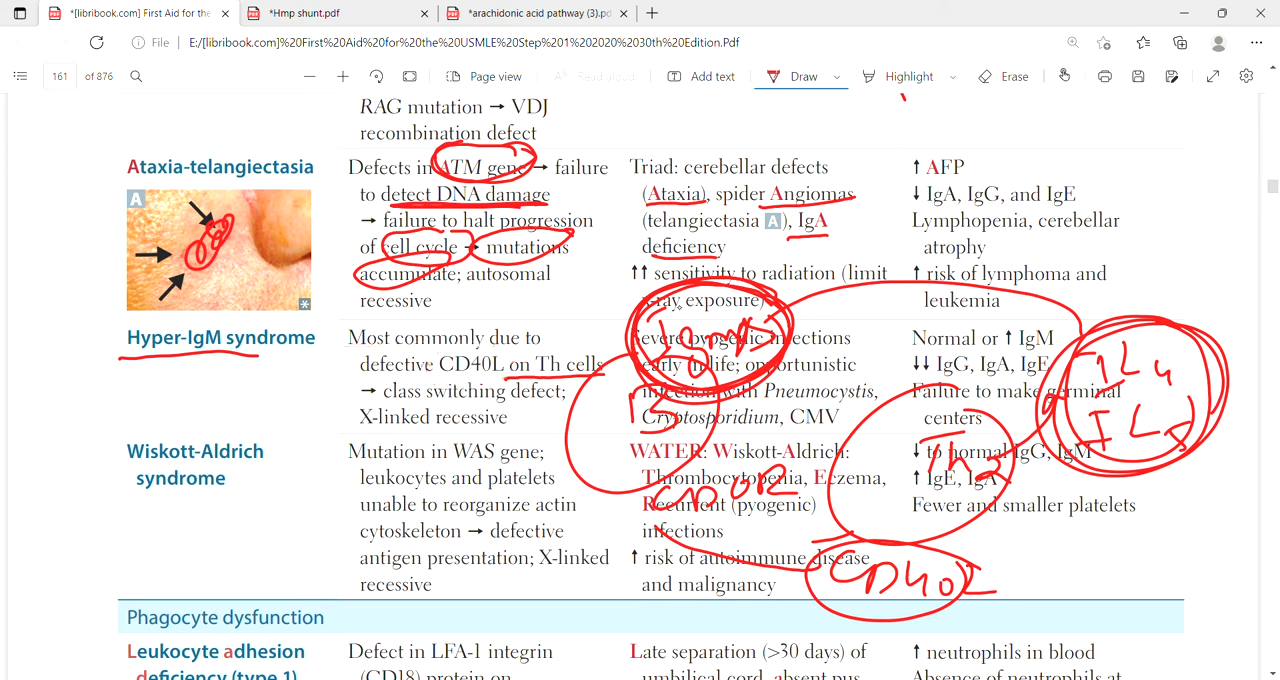 *[libribook.com] First Aid for the
*Hmp shunt.pdf
*arachidonic acid pathway (3).pd
File
E:/[libribook.com]%20First%20Aid%20for%20the%20USMLE%20Step%201%202020%2030th%20Edition.Pdf
161 of 876
Page view
Read aloud
Add text
Draw
Highlight
Erase
RAG mutation → VDJ
recombination defect
Ataxia-telangiectasia
A
Defects in ATM gene → failure
to detect DNA damage
→ failure to halt progression
of cell cycle → mutations
accumulate; autosomal
recessive
Triad: cerebellar defects
(Ataxia), spider Angiomas
(telangiectasia A), IgA
deficiency
↑↑ sensitivity to radiation (limit
x-ray exposure)
↑ AFP
↓ IgA, IgG, and IgE
Lymphopenia, cerebellar
atrophy
↑ risk of lymphoma and
leukemia
Hyper-IgM syndrome
Most commonly due to
defective CD40L on Th cells
→ class switching defect;
X-linked recessive
Severe pyogenic infections
early in life; opportunistic
infection with Pneumocystis,
Cryptosporidium, CMV
Normal or ↑ IgM
↓↓ IgG, IgA, IgE
Failure to make germinal
centers
Wiskott-Aldrich
syndrome
Mutation in WAS gene;
leukocytes and platelets
unable to reorganize actin
cytoskeleton → defective
antigen presentation; X-linked
recessive
WATER: Wiskott-Aldrich:
Thrombocytopenia, Eczema,
Recurrent (pyogenic)
infections
↑ risk of autoimmune disease
and malignancy
↓ to normal IgG, IgM
↑ IgE, IgA
Fewer and smaller platelets
B
Th2
IL4
IL5
CD40L
Phagocyte dysfunction
Leukocyte adhesion
deficiency (type 1)
Defect in LFA-1 integrin
(CD18) protein on
Late separation (>30 days) of
umbilical cord, absent pus,
↑ neutrophils in blood
Absence of neutrophils at